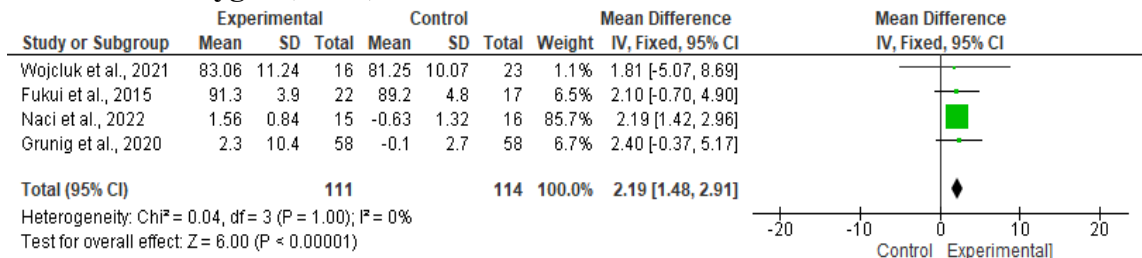 Experimental Control Mean Difference Mean Difference
Study or Subgroup Mean SD Total Mean SD Total Weight IV, Fixed, 95% CI IV, Fixed, 95% CI
Wojcluk et al., 2021 83.06 11.24 16 81.25 10.07 23 1.1% 1.81 [-5.07, 8.69]
Fukui et al., 2015 91.3 3.9 22 89.2 4.8 17 6.5% 2.10 [-0.70, 4.90]
Naci et al., 2022 1.56 0.84 15 -0.63 1.32 16 85.7% 2.19 [1.42, 2.96]
Grunig et al., 2020 2.3 10.4 58 -0.1 2.7 58 6.7% 2.40 [-0.37, 5.17]
Total (95% CI) 111 114 100.0% 2.19 [1.48, 2.91]
Heterogeneity: Chi² = 0.04, df = 3 (P = 1.00); I² = 0%
Test for overall effect: Z = 6.00 (P < 0.00001)
-20 -10 0 10 20
Control Experimental]